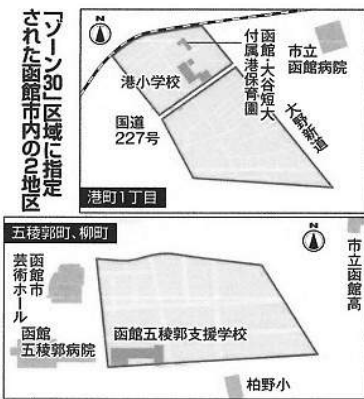 「ゾーン30」区域に指定
された函館市内の2地区
N
函館・大谷短大
付属港保育園
市立
函館病院
港小学校
国道
227号
大野新道
港町1丁目
五稜郭町、柳町
N
函館市
芸術ホール
市立函館高
函館
五稜郭病院
函館五稜郭支援学校
柏野小